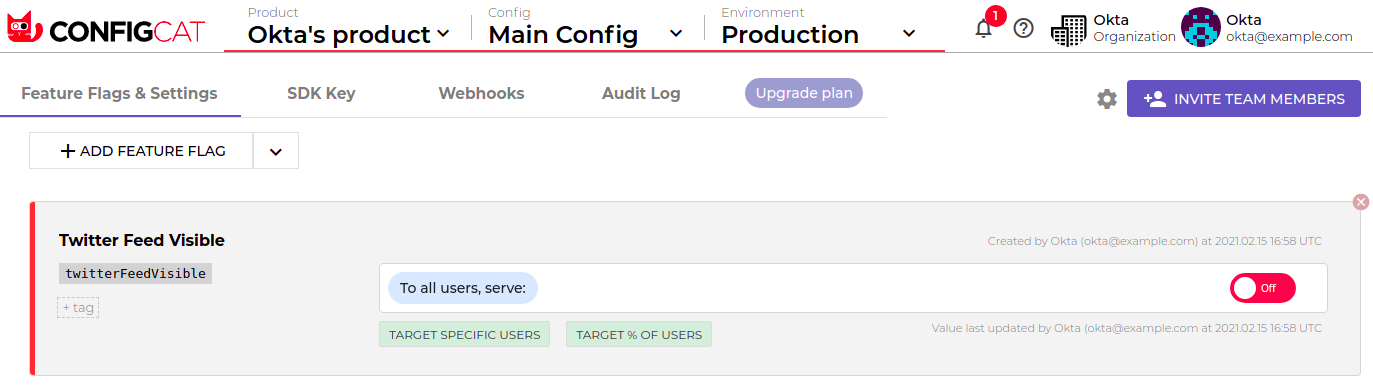 CONFIGCAT
Product
Okta's product
Config
Main Config
Environment
Production
1
Okta
Organization
Okta
okta@example.com
Feature Flags & Settings
SDK Key
Webhooks
Audit Log
Upgrade plan
INVITE TEAM MEMBERS
+ ADD FEATURE FLAG
Twitter Feed Visible
Created by Okta (okta@example.com) at 2021.02.15 16:58 UTC
twitterFeedVisible
To all users, serve:
Off
+ tag
TARGET SPECIFIC USERS
TARGET % OF USERS
Value last updated by Okta (okta@example.com at 2021.02.15 16:58 UTC